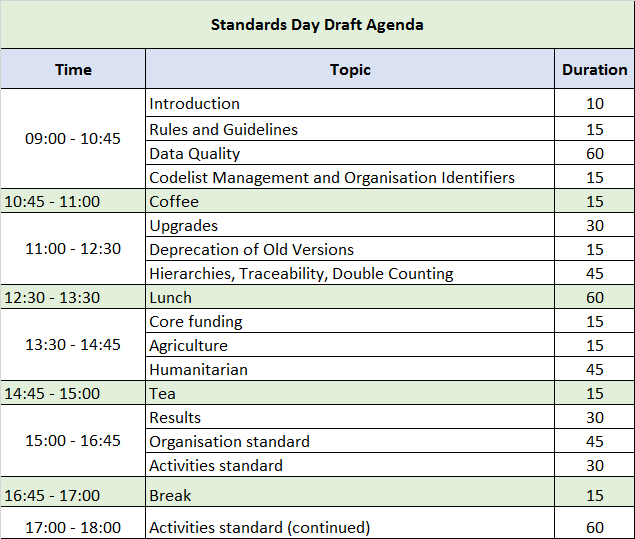 Standards Day Draft Agenda
Time Topic Duration
09:00 - 10:45
Introduction 10
Rules and Guidelines 15
Data Quality 60
Codelist Management and Organisation Identifiers 15
10:45 - 11:00 Coffee 15
11:00 - 12:30
Upgrades 30
Deprecation of Old Versions 15
Hierarchies, Traceability, Double Counting 45
12:30 - 13:30 Lunch 60
13:30 - 14:45
Core funding 15
Agriculture 15
Humanitarian 45
14:45 - 15:00 Tea 15
15:00 - 16:45
Results 30
Organisation standard 45
Activities standard 30
16:45 - 17:00 Break 15
17:00 - 18:00 Activities standard (continued) 60